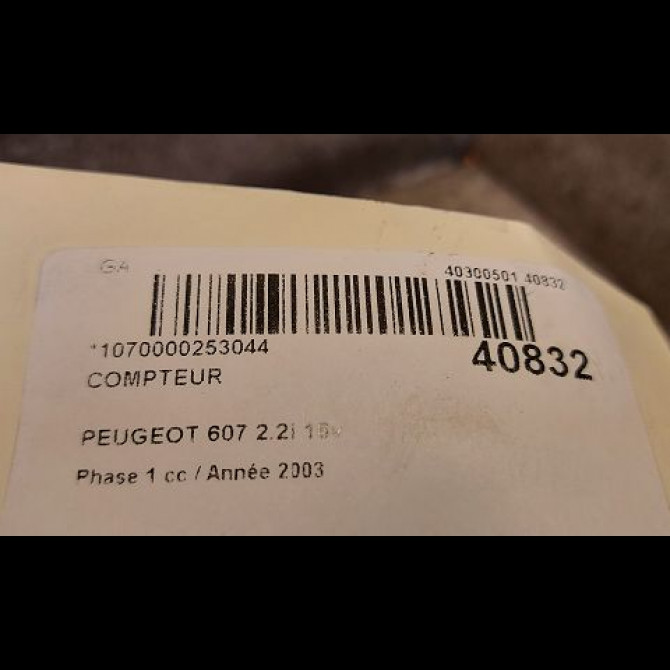 GA 40300501 40832
*1070000253044 40832
COMPTEUR
PEUGEOT 607 2.2i
Phase 1 cc / Année 2003